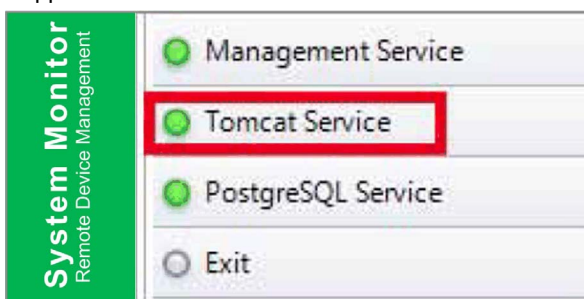 System Monitor
Remote Device Management
Management Service
Tomcat Service
PostgreSQL Service
Exit